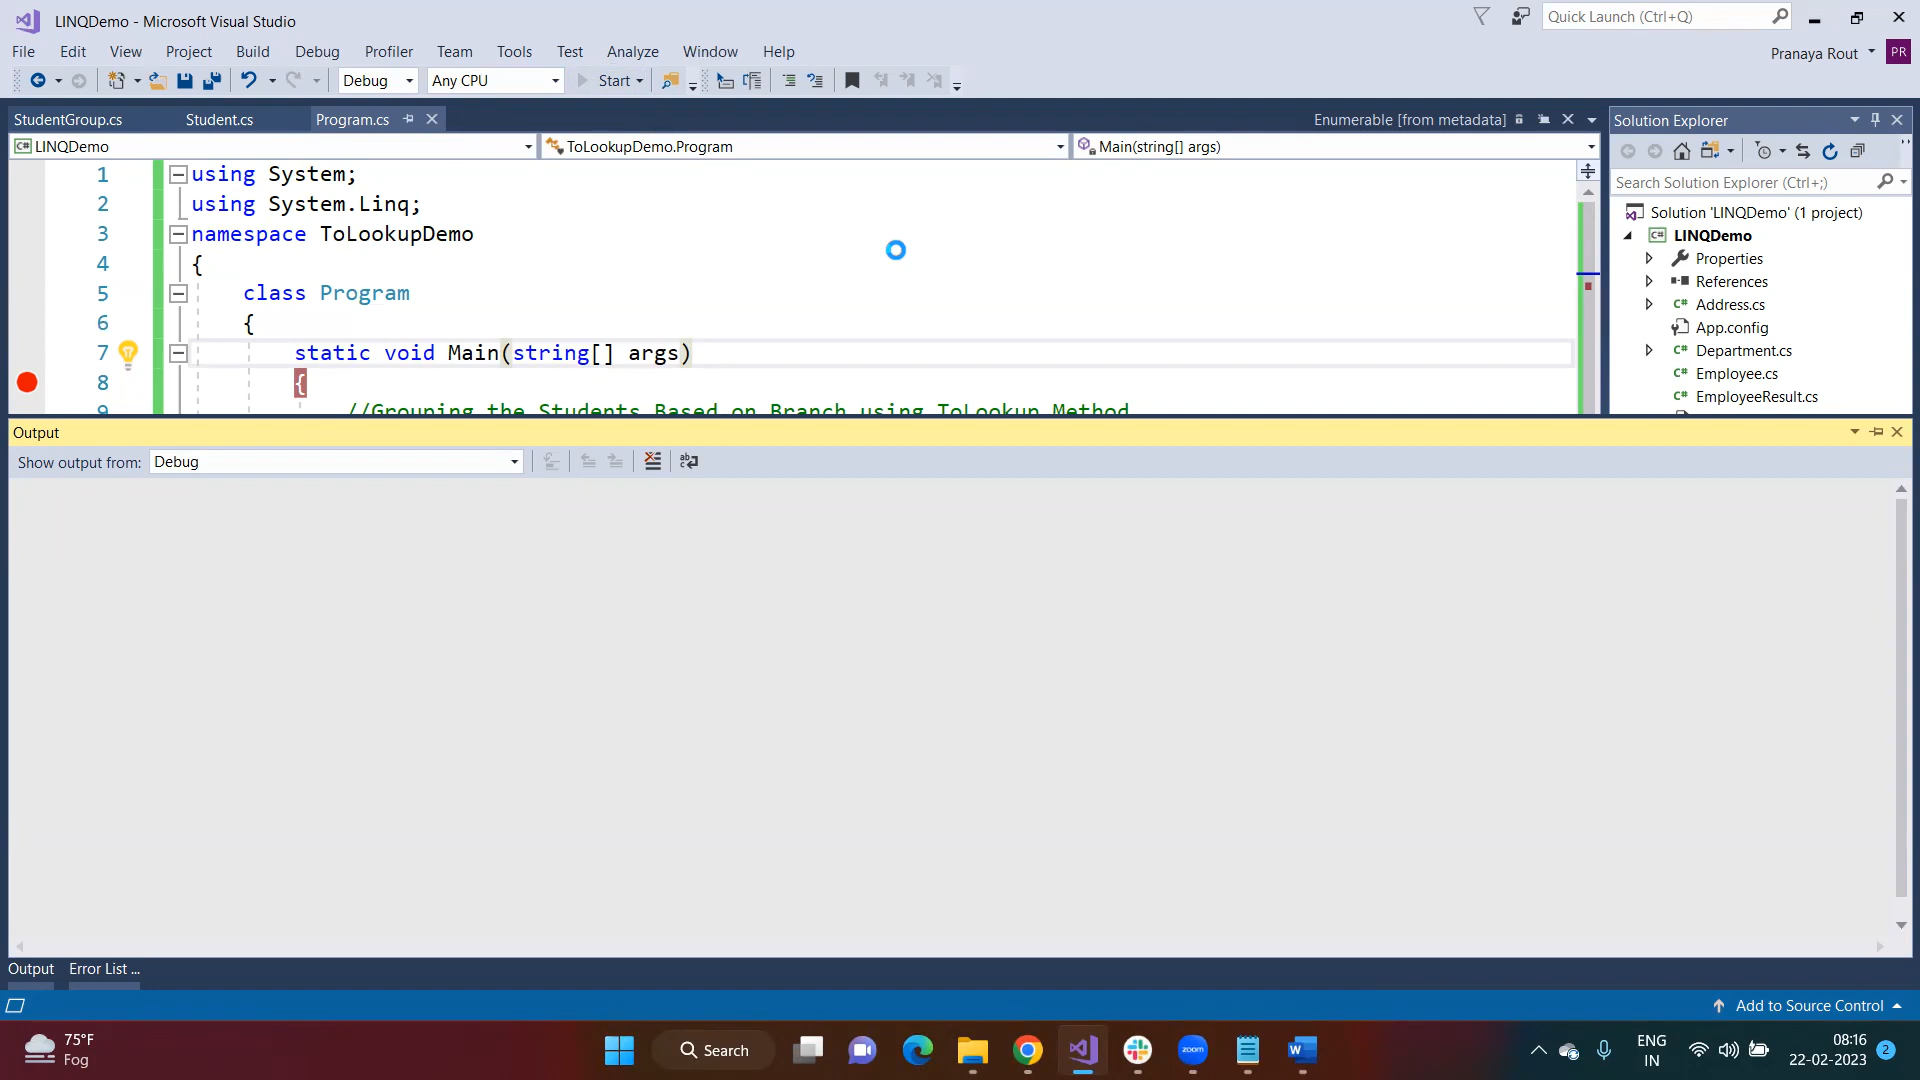 LINQDemo - Microsoft Visual Studio
Quick Launch (Ctrl+Q)
File Edit View Project Build Debug Profiler Team Tools Test Analyze Window Help
Pranaya Rout PR
Debug Any CPU Start
StudentGroup.cs Student.cs Program.cs Enumerable [from metadata]
LINQDemo ToLookupDemo.Program Main(string[] args)
1 using System;
2 using System.Linq;
3 namespace ToLookupDemo
4 {
5 class Program
6 {
7 static void Main(string[] args)
8 {
9 //Grouping the Students Based on Branch using ToLookup Method
Solution Explorer
Search Solution Explorer (Ctrl+;)
Solution 'LINQDemo' (1 project)
C# LINQDemo
Properties
References
C# Address.cs
App.config
C# Department.cs
C# Employee.cs
C# EmployeeResult.cs
Output
Show output from: Debug
Output Error List ...
Add to Source Control
75°F
Fog
Search
zoom
W
ENG
IN
08:16
22-02-2023
2